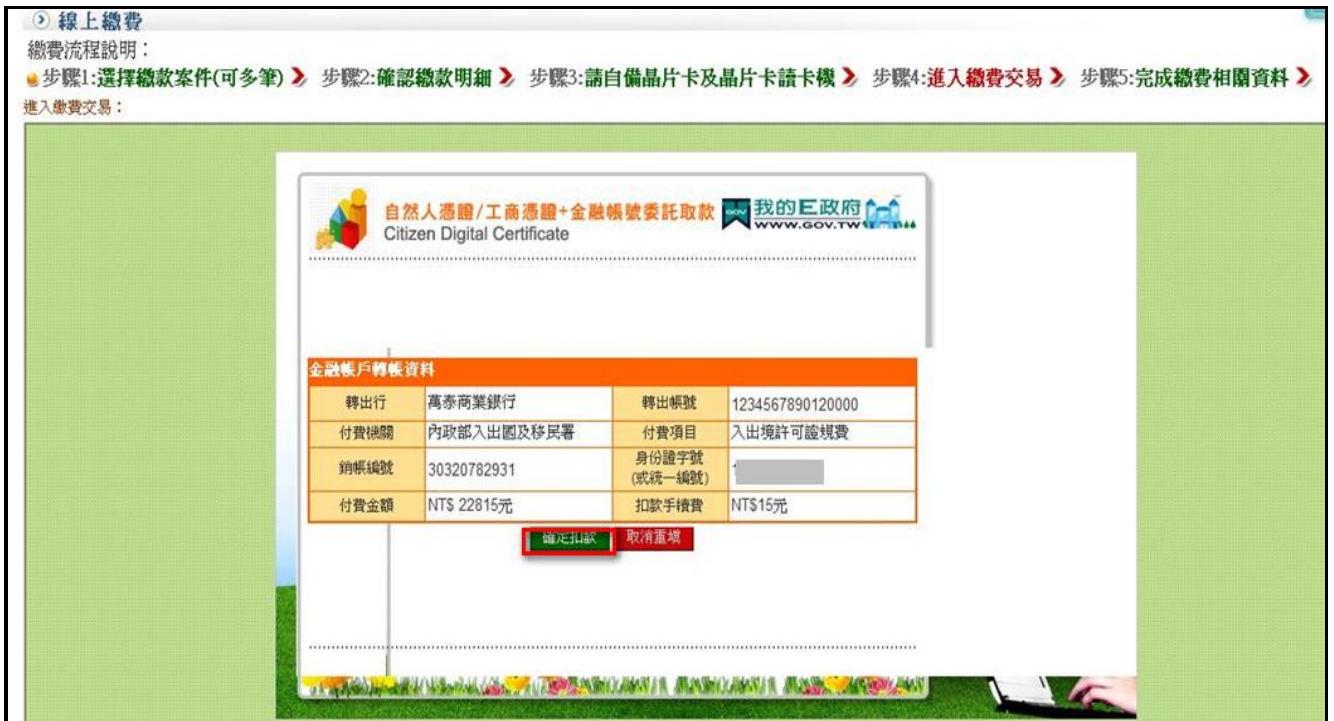 線上繳費
繳費流程說明：
步驟1:選擇繳款案件(可多筆) 步驟2:確認繳款明細 步驟3:請自備晶片卡及晶片卡讀卡機 步驟4:進入繳費交易 步驟5:完成繳費相關資料
進入繳費交易：
自然人憑證/工商憑證+金融帳號委託取款 GOV 我的E政府
Citizen Digital Certificate WWW.GOV.TW
金融帳戶轉帳資料
轉出行 萬泰商業銀行 轉出帳號 1234567890120000
付費機關 內政部入出國及移民署 付費項目 入出境許可證規費
銷帳編號 30320782931 身份證字號
(或統一編號)
付費金額 NT$ 22815元 扣款手續費 NT$15元
確定扣款 取消重填